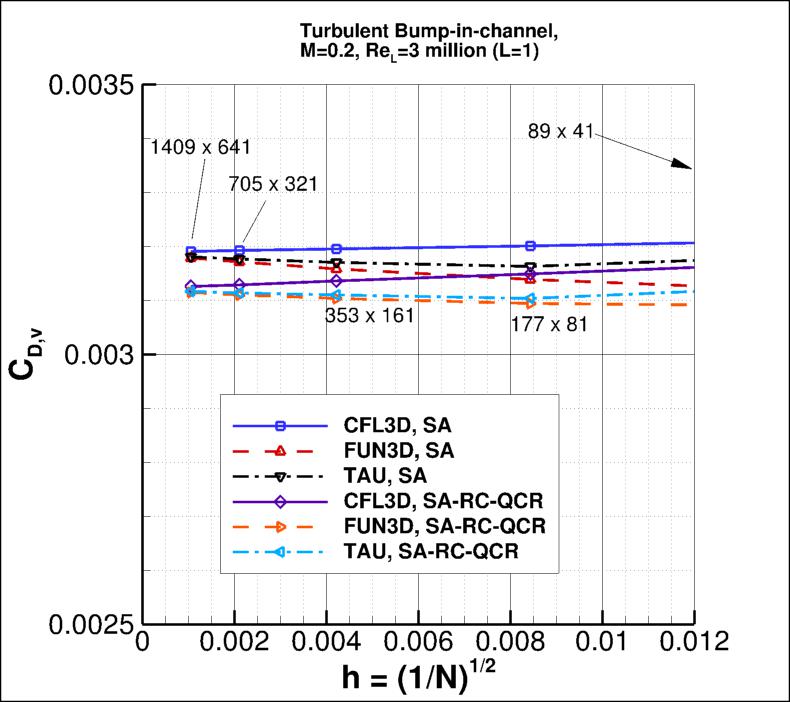 Turbulent Bump-in-channel,
M=0.2, Re_L=3 million (L=1)
0.0035
1409 x 641
705 x 321
89 x 41
353 x 161
177 x 81
0.003
C_D,v
CFL3D, SA
FUN3D, SA
TAU, SA
CFL3D, SA-RC-QCR
FUN3D, SA-RC-QCR
TAU, SA-RC-QCR
0.0025
0 0.002 0.004 0.006 0.008 0.01 0.012
h = (1/N)^1/2